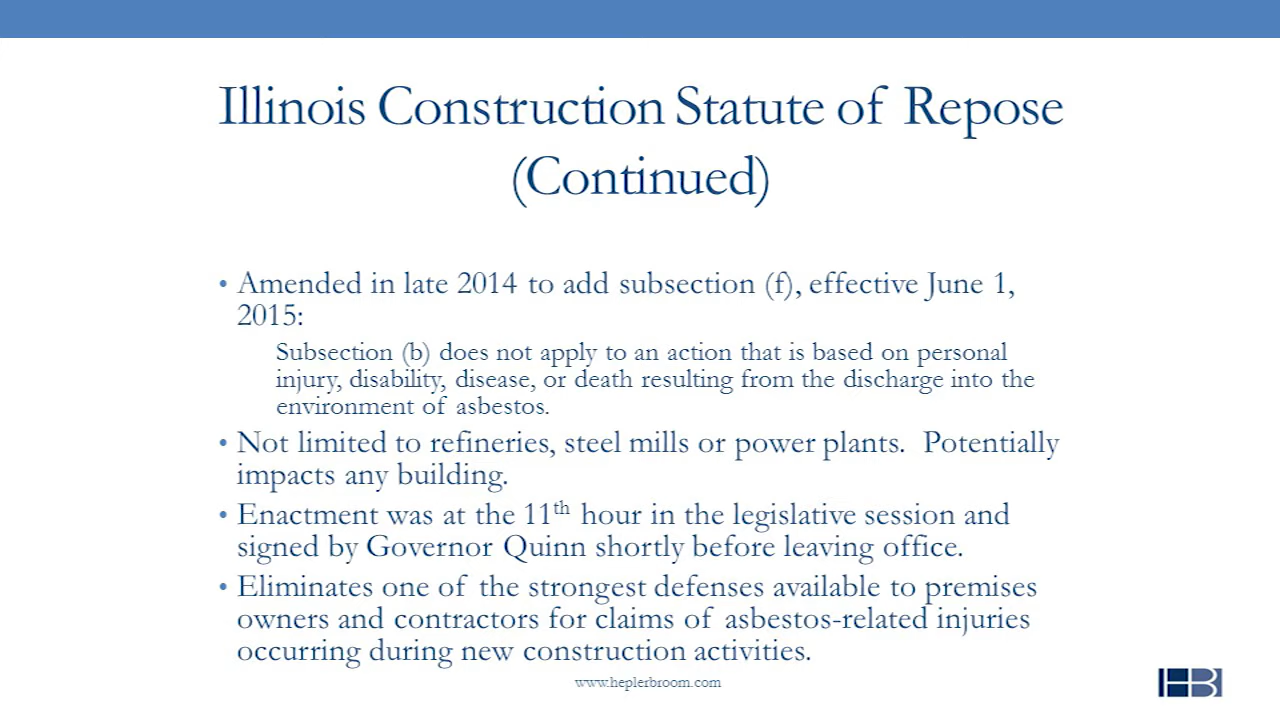 Illinois Construction Statute of Repose
(Continued)
• Amended in late 2014 to add subsection (f), effective June 1,
2015:
Subsection (b) does not apply to an action that is based on personal
injury, disability, disease, or death resulting from the discharge into the
environment of asbestos.
• Not limited to refineries, steel mills or power plants.  Potentially
impacts any building.
• Enactment was at the 11th hour in the legislative session and
signed by Governor Quinn shortly before leaving office.
• Eliminates one of the strongest defenses available to premises
owners and contractors for claims of asbestos-related injuries
occurring during new construction activities.
www.heplerbroom.com
HB